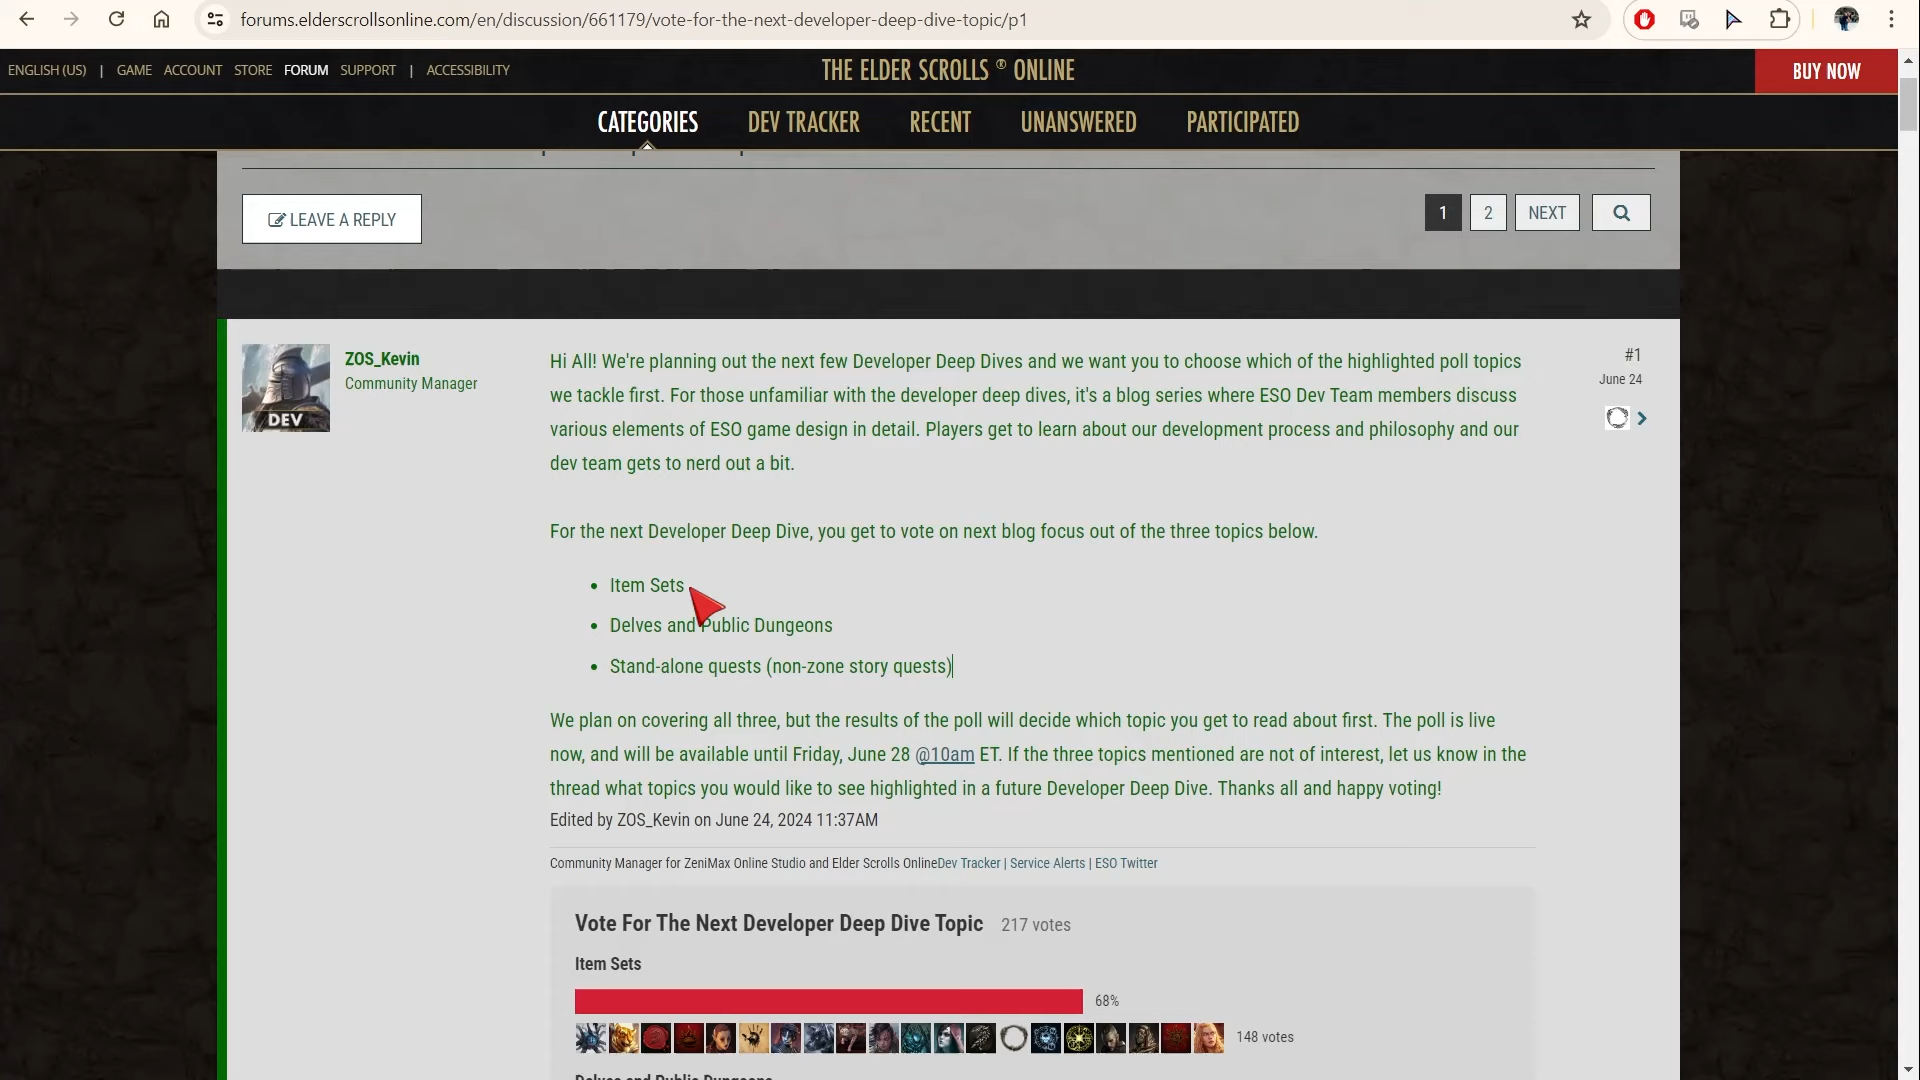 forums.elderscrollsonline.com/en/discussion/661179/vote-for-the-next-developer-deep-dive-topic/p1
ENGLISH (US) | GAME ACCOUNT STORE FORUM SUPPORT | ACCESSIBILITY
THE ELDER SCROLLS ® ONLINE
BUY NOW
CATEGORIES DEV TRACKER RECENT UNANSWERED PARTICIPATED
LEAVE A REPLY
1 2 NEXT
ZOS_Kevin
Community Manager
DEV
#1
June 24
Hi All! We're planning out the next few Developer Deep Dives and we want you to choose which of the highlighted poll topics
we tackle first. For those unfamiliar with the developer deep dives, it's a blog series where ESO Dev Team members discuss
various elements of ESO game design in detail. Players get to learn about our development process and philosophy and our
dev team gets to nerd out a bit.
For the next Developer Deep Dive, you get to vote on next blog focus out of the three topics below.
• Item Sets
• Delves and Public Dungeons
• Stand-alone quests (non-zone story quests)
We plan on covering all three, but the results of the poll will decide which topic you get to read about first. The poll is live
now, and will be available until Friday, June 28 @10am ET. If the three topics mentioned are not of interest, let us know in the
thread what topics you would like to see highlighted in a future Developer Deep Dive. Thanks all and happy voting!
Edited by ZOS_Kevin on June 24, 2024 11:37AM
Community Manager for ZeniMax Online Studio and Elder Scrolls OnlineDev Tracker | Service Alerts | ESO Twitter
Vote For The Next Developer Deep Dive Topic 217 votes
Item Sets
68%
148 votes
Delves and Public Dungeons